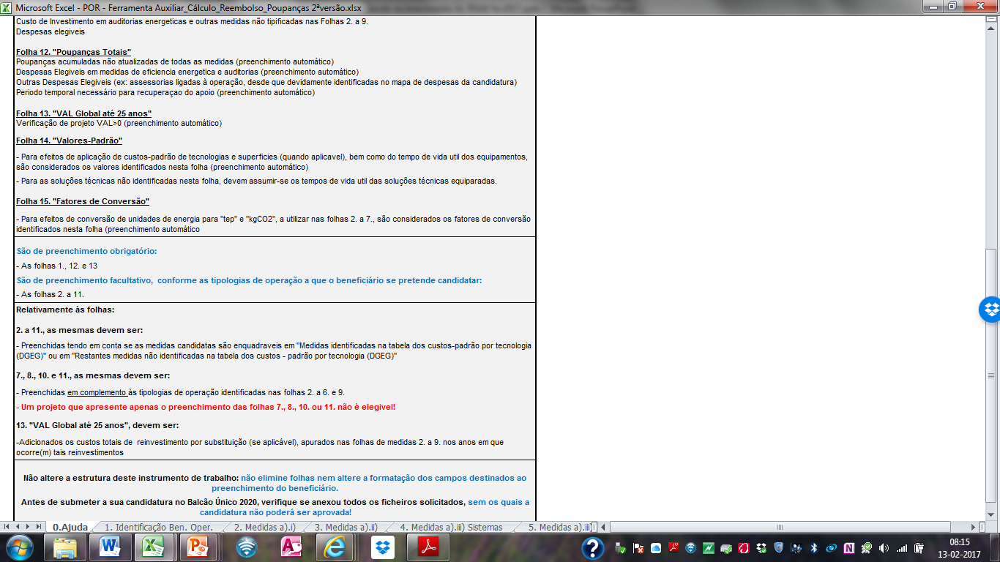 Microsoft Excel - POR - Ferramenta Auxiliar_Cálculo_Reembolso_Poupanças 2ªversão.xlsx
Custo de Investimento em auditorias energeticas e outras medidas não tipificadas nas Folhas 2. a 9.
Despesas elegiveis
Folha 12. "Poupanças Totais"
Poupanças acumuladas não atualizadas de todas as medidas (preenchimento automático)
Despesas Elegiveis em medidas de eficiencia energetica e auditorias (preenchimento automático)
Outras Despesas Elegiveis (ex: assessorias ligadas à operação, desde que devidamente identificadas no mapa de despesas da candidatura)
Periodo temporal necessário para recuperaçao do apoio (preenchimento automático)
Folha 13. "VAL Global até 25 anos"
Verificação de projeto VAL>0 (preenchimento automático)
Folha 14. "Valores-Padrão"
- Para efeitos de aplicação de custos-padrão de tecnologias e superficies (quando aplicavel), bem como do tempo de vida util dos equipamentos,
são considerados os valores identificados nesta folha (preenchimento automático)
- Para as soluções técnicas não identificadas nesta folha, devem assumir-se os tempos de vida util das soluções técnicas equiparadas.
Folha 15. "Fatores de Conversão"
- Para efeitos de conversão de unidades de energia para "tep" e "kgCO2", a utilizar nas folhas 2. a 7., são considerados os fatores de conversão
identificados nesta folha (preenchimento automático
São de preenchimento obrigatório:
- As folhas 1., 12. e 13
São de preenchimento facultativo, conforme as tipologias de operação a que o beneficiário se pretende candidatar:
- As folhas 2. a 11.
Relativamente às folhas:
2. a 11., as mesmas devem ser:
- Preenchidas tendo em conta se as medidas candidatas são enquadraveis em "Medidas identificadas na tabela dos custos-padrão por tecnologia
(DGEG)" ou em "Restantes medidas não identificadas na tabela dos custos - padrão por tecnologia (DGEG)"
7., 8., 10. e 11., as mesmas devem ser:
- Preenchidas em complemento às tipologias de operação identificadas nas folhas 2. a 6. e 9.
- Um projeto que apresente apenas o preenchimento das folhas 7., 8., 10. ou 11. não é elegivel!
13. "VAL Global até 25 anos", devem ser:
-Adicionados os custos totais de reinvestimento por substituição (se aplicável), apurados nas folhas de medidas 2. a 9. nos anos em que
ocorre(m) tais reinvestimentos
Não altere a estrutura deste instrumento de trabalho: não elimine folhas nem altere a formatação dos campos destinados ao
preenchimento do beneficiário.
Antes de submeter a sua candidatura no Balcão Único 2020, verifique se anexou todos os ficheiros solicitados, sem os quais a
candidatura não poderá ser aprovada!
0.Ajuda 1. Identificação Ben. Oper. 2. Medidas a).i) 3. Medidas a).ii) 4. Medidas a).iii) Sistemas 5. Medidas a).iii)
08:15
13-02-2017